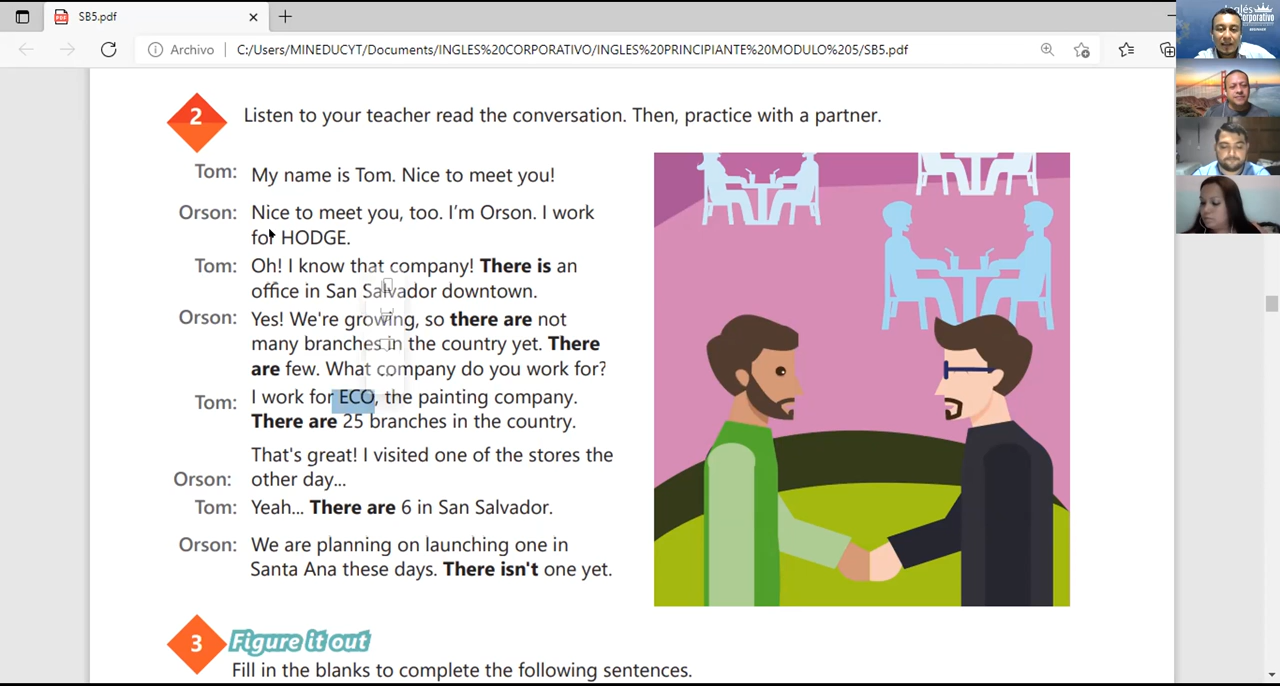 SB5.pdf
Archivo
C:/Users/MINEDUCYT/Documents/INGLES%20CORPORATIVO/INGLES%20PRINCIPIANTE%20MODULO%205/SB5.pdf
Inglés
corporativo
2 Listen to your teacher read the conversation. Then, practice with a partner.
Tom: My name is Tom. Nice to meet you!
Orson: Nice to meet you, too. I'm Orson. I work
for HODGE.
Tom: Oh! I know that company! There is an
office in San Salvador downtown.
Orson: Yes! We're growing, so there are not
many branches in the country yet. There
are few. What company do you work for?
Tom: I work for ECO, the painting company.
There are 25 branches in the country.
That's great! I visited one of the stores the
Orson: other day...
Tom: Yeah... There are 6 in San Salvador.
Orson: We are planning on launching one in
Santa Ana these days. There isn't one yet.
3 Figure it out
Fill in the blanks to complete the following sentences.